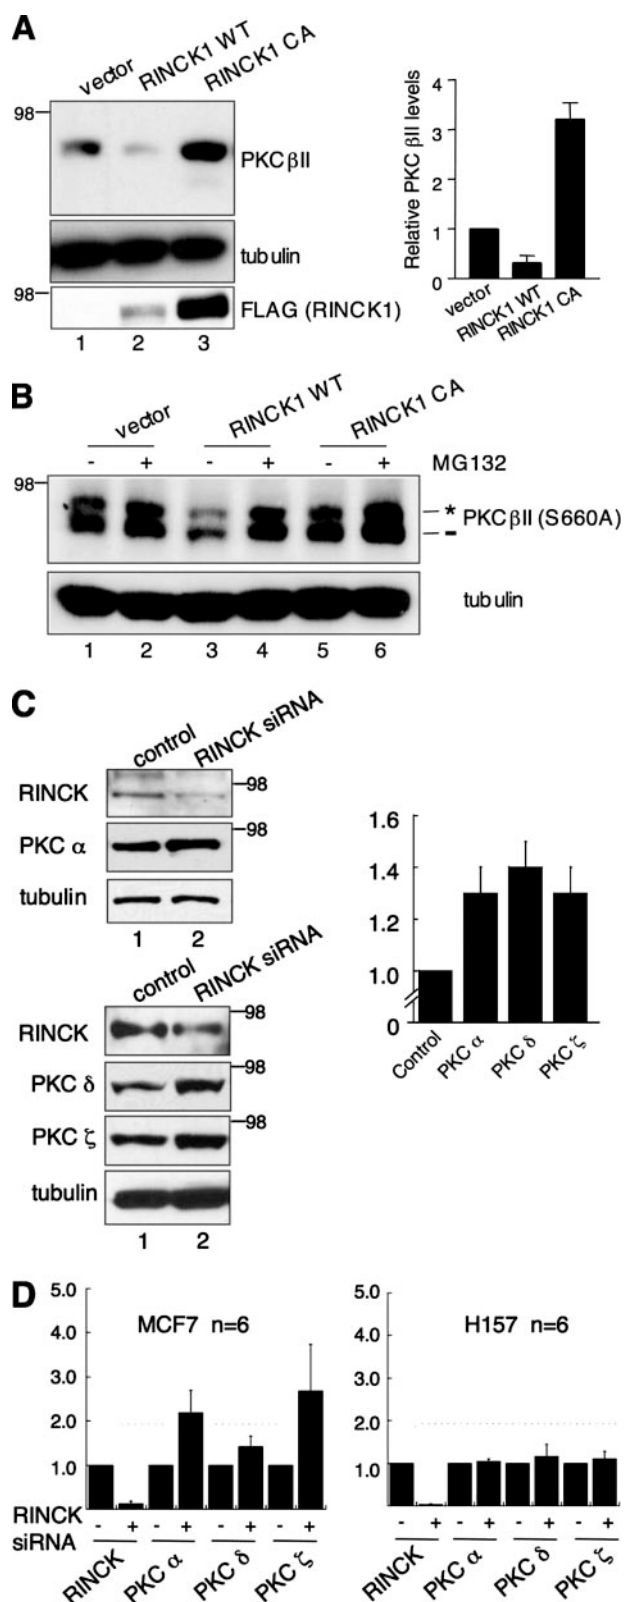 A
vector RINCK1 WT RINCK1 CA
98
PKC βII
tubulin
98
FLAG (RINCK1)
1 2 3
Relative PKC βII levels
4
3
2
1
1
0
vector RINCK1 WT RINCK1 CA
B
vector RINCK1 WT RINCK1 CA
- + - + - + MG132
98
* PKCβII (S660A)
-
tubulin
1 2 3 4 5 6
C
control RINCK siRNA
RINCK 98
PKC α 98
tubulin
1 2
control RINCK siRNA
RINCK 98
PKC δ 98
PKC ζ 98
tubulin
1 2
1.6
1.4
1.2
1.0
0
Control PKC α PKC δ PKC ζ
D
MCF7 n=6
5.0
4.0
3.0
2.0
1.0
RINCK siRNA - + - + - + - +
RINCK PKC α PKC δ PKC ζ
H157 n=6
5.0
4.0
3.0
2.0
1.0
- + - + - + - +
RINCK PKC α PKC δ PKC ζ